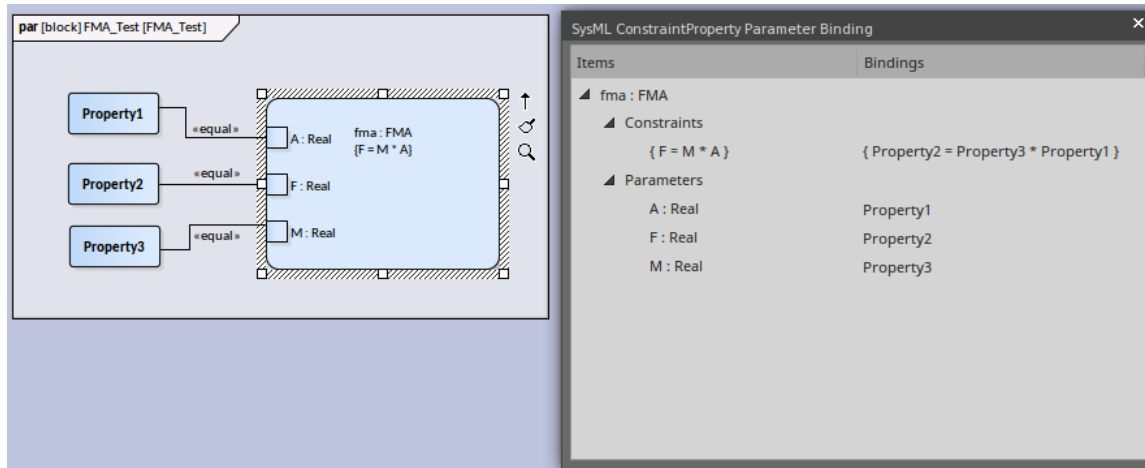 par [block] FMA_Test [FMA_Test]
Property1
«equal»
A : Real
fma : FMA
{F = M * A}
Property2
«equal»
F : Real
Property3
«equal»
M : Real
SysML ConstraintProperty Parameter Binding
Items Bindings
fma : FMA
Constraints
{ F = M * A } { Property2 = Property3 * Property1 }
Parameters
A : Real Property1
F : Real Property2
M : Real Property3